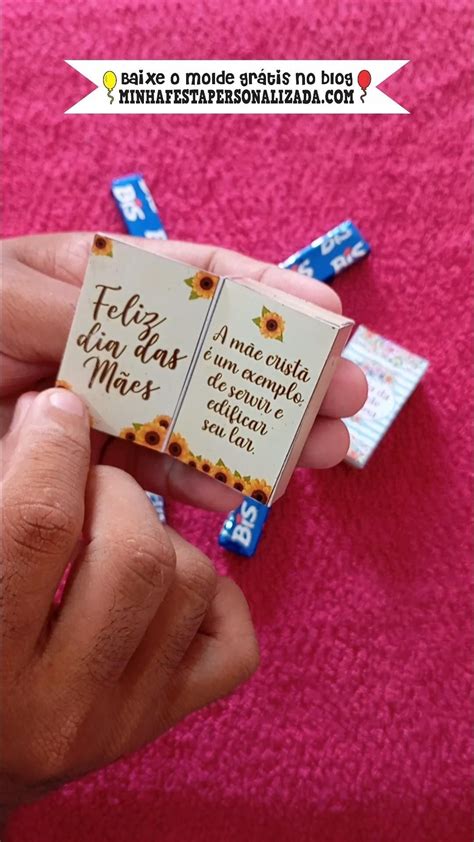 Baixe o molde grátis no blog
MINHAFESTAPERSONALIZADA.COM
BIS
BIS
Feliz
dia das
Mães
A mãe cristã
é um exemplo,
de servir e
edificar
seu lar.
BIS